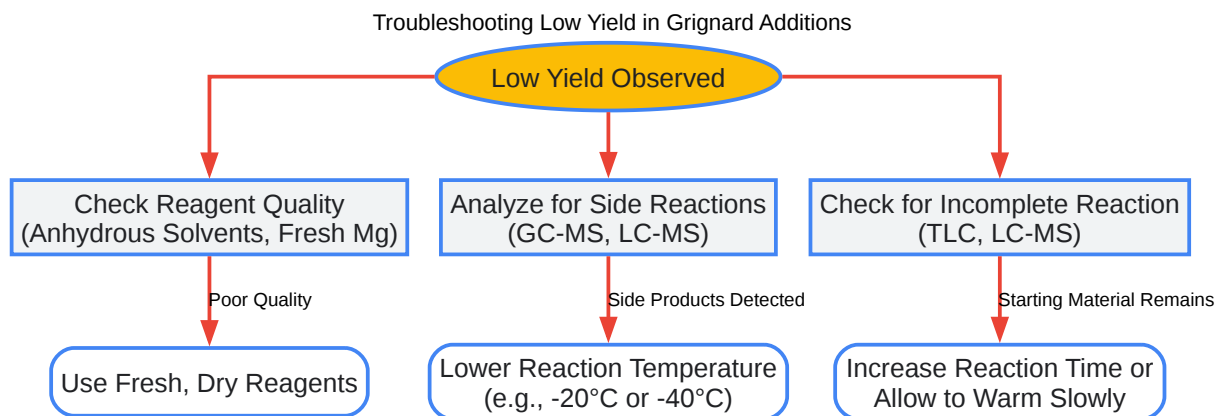 Troubleshooting Low Yield in Grignard Additions
Low Yield Observed
Check Reagent Quality
(Anhydrous Solvents, Fresh Mg)
Analyze for Side Reactions
(GC-MS, LC-MS)
Check for Incomplete Reaction
(TLC, LC-MS)
Poor Quality
Side Products Detected
Starting Material Remains
Use Fresh, Dry Reagents
Lower Reaction Temperature
(e.g., -20°C or -40°C)
Increase Reaction Time or
Allow to Warm Slowly